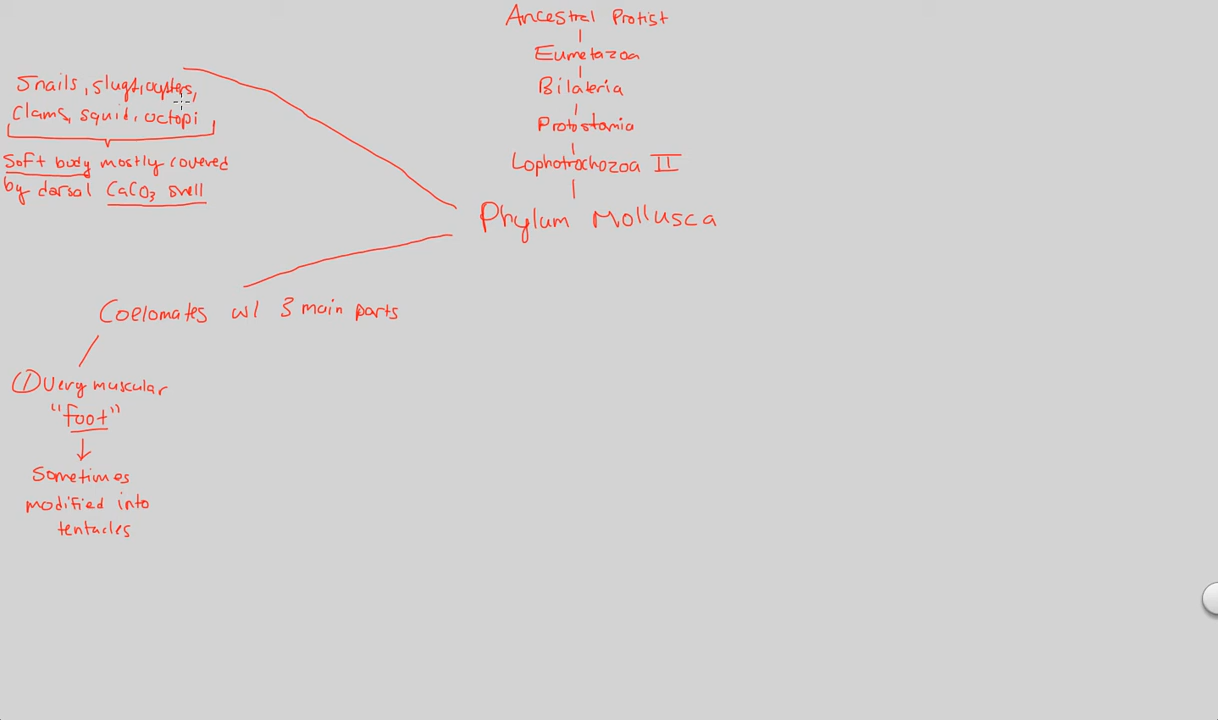 Ancestral Protist
Eumetazoa
Bilateria
Protostomia
Lophotrochozoa II
Phylum Mollusca
Snails, slugs, oysters,
Clams, squid, octopi
Soft body mostly covered
by dorsal CaCO3 shell
Coelomates w/ 3 main parts
① Very muscular
"foot"
Sometimes
modified into
tentacles